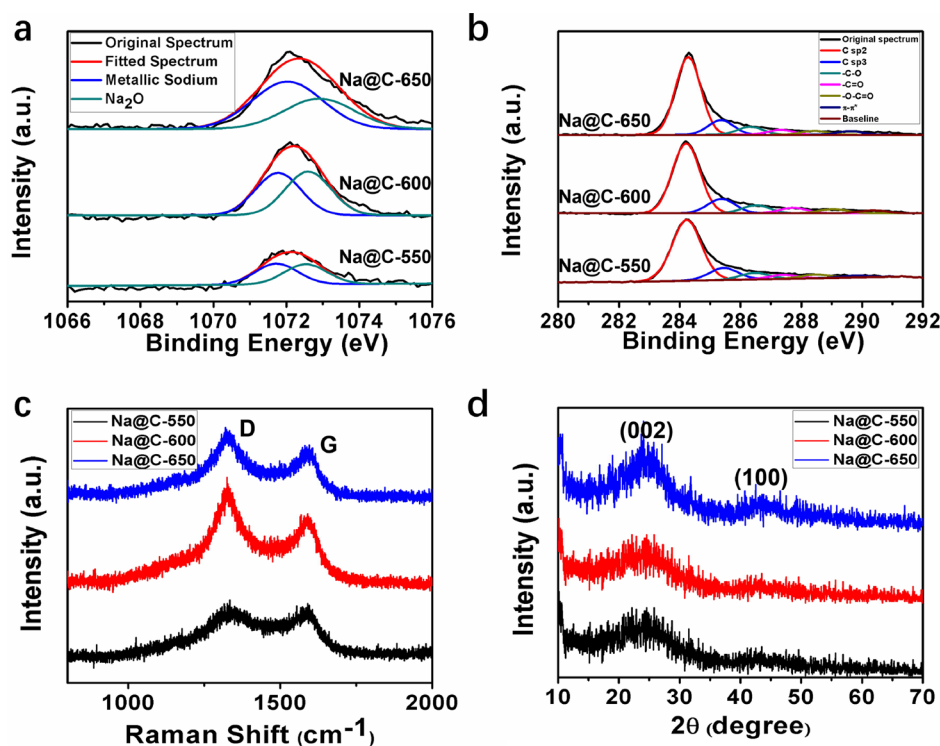 a
Original Spectrum
Fitted Spectrum
Metallic Sodium
Na₂O
Na@C-650
Na@C-600
Na@C-550
Intensity (a.u.)
1066 1068 1070 1072 1074 1076
Binding Energy (eV)
b
Original spectrum
C sp2
C sp3
-C-O
-C=O
-O-C=O
π-π*
Baseline
Na@C-650
Na@C-600
Na@C-550
Intensity (a.u.)
280 282 284 286 288 290 292
Binding Energy (eV)
c
Na@C-550
Na@C-600
Na@C-650
D
G
Intensity (a.u.)
1000 1500 2000
Raman Shift (cm⁻¹)
d
(002)
(100)
Na@C-550
Na@C-600
Na@C-650
Intensity (a.u.)
10 20 30 40 50 60 70
2θ (degree)